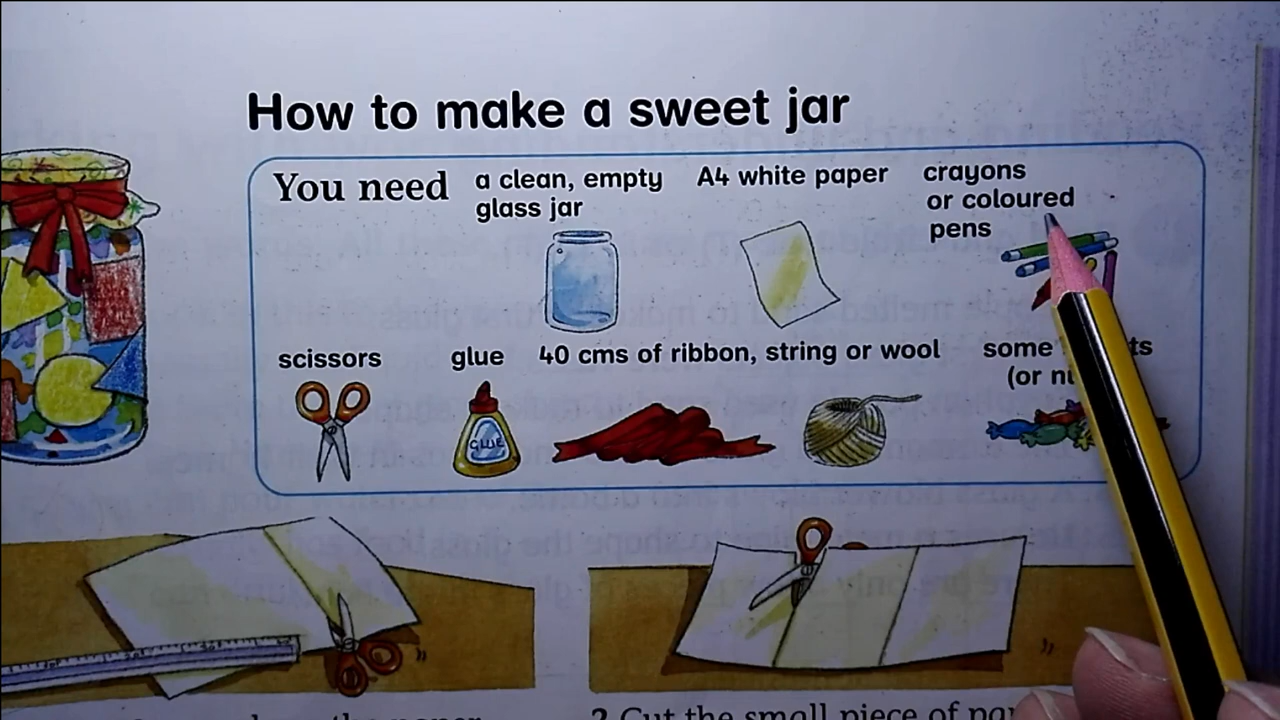 How to make a sweet jar
You need
a clean, empty
glass jar
A4 white paper
crayons
or coloured
pens
scissors
glue
40 cms of ribbon, string or wool
some
(or
GLUE
2 Cut the small piece of